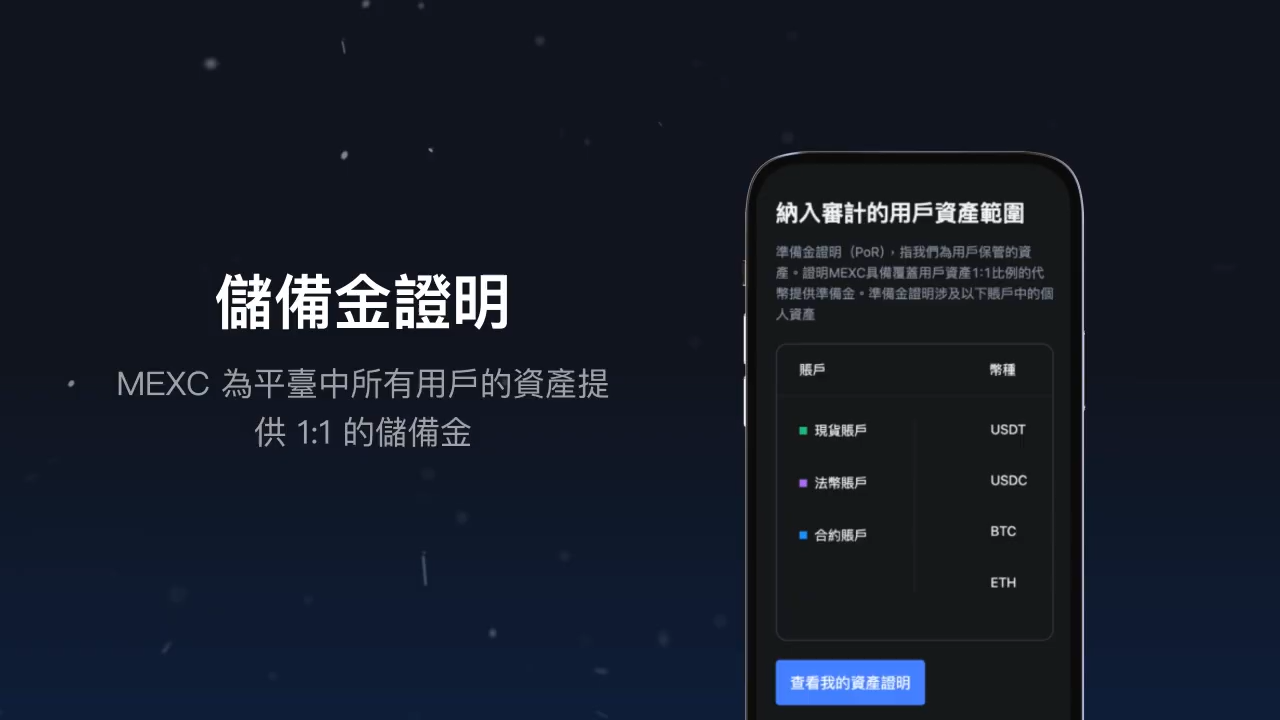 儲備金證明
MEXC 為平臺中所有用戶的資產提
供 1:1 的儲備金
納入審計的用戶資產範圍
準備金證明（PoR），指我們為用戶保管的資
產。證明MEXC具備覆蓋用戶資產1:1比例的代
幣提供準備金。準備金證明涉及以下賬戶中的個
人資產
賬戶 幣種
現貨賬戶 USDT
法幣賬戶 USDC
合約賬戶 BTC
ETH
查看我的資產證明